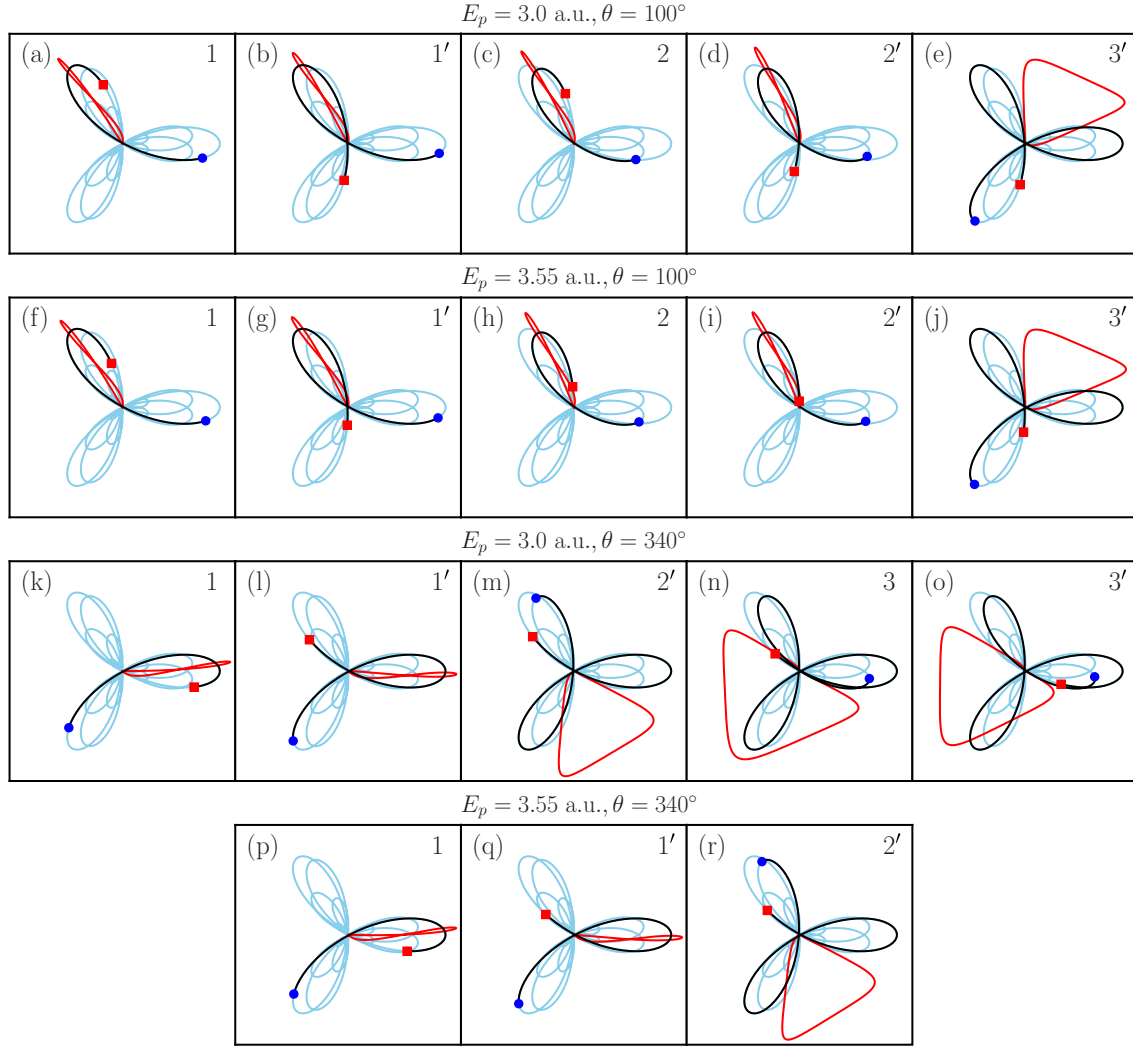 E_p = 3.0 a.u., θ = 100°
(a) 1 (b) 1′ (c) 2 (d) 2′ (e) 3′
E_p = 3.55 a.u., θ = 100°
(f) 1 (g) 1′ (h) 2 (i) 2′ (j) 3′
E_p = 3.0 a.u., θ = 340°
(k) 1 (l) 1′ (m) 2′ (n) 3 (o) 3′
E_p = 3.55 a.u., θ = 340°
(p) 1 (q) 1′ (r) 2′